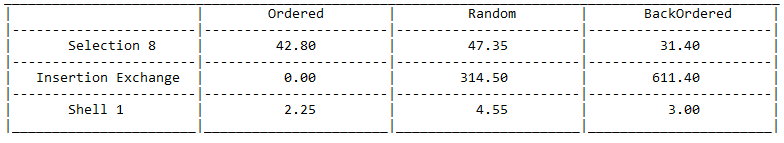 Ordered Random BackOrdered
Selection 8 42.80 47.35 31.40
Insertion Exchange 0.00 314.50 611.40
Shell 1 2.25 4.55 3.00